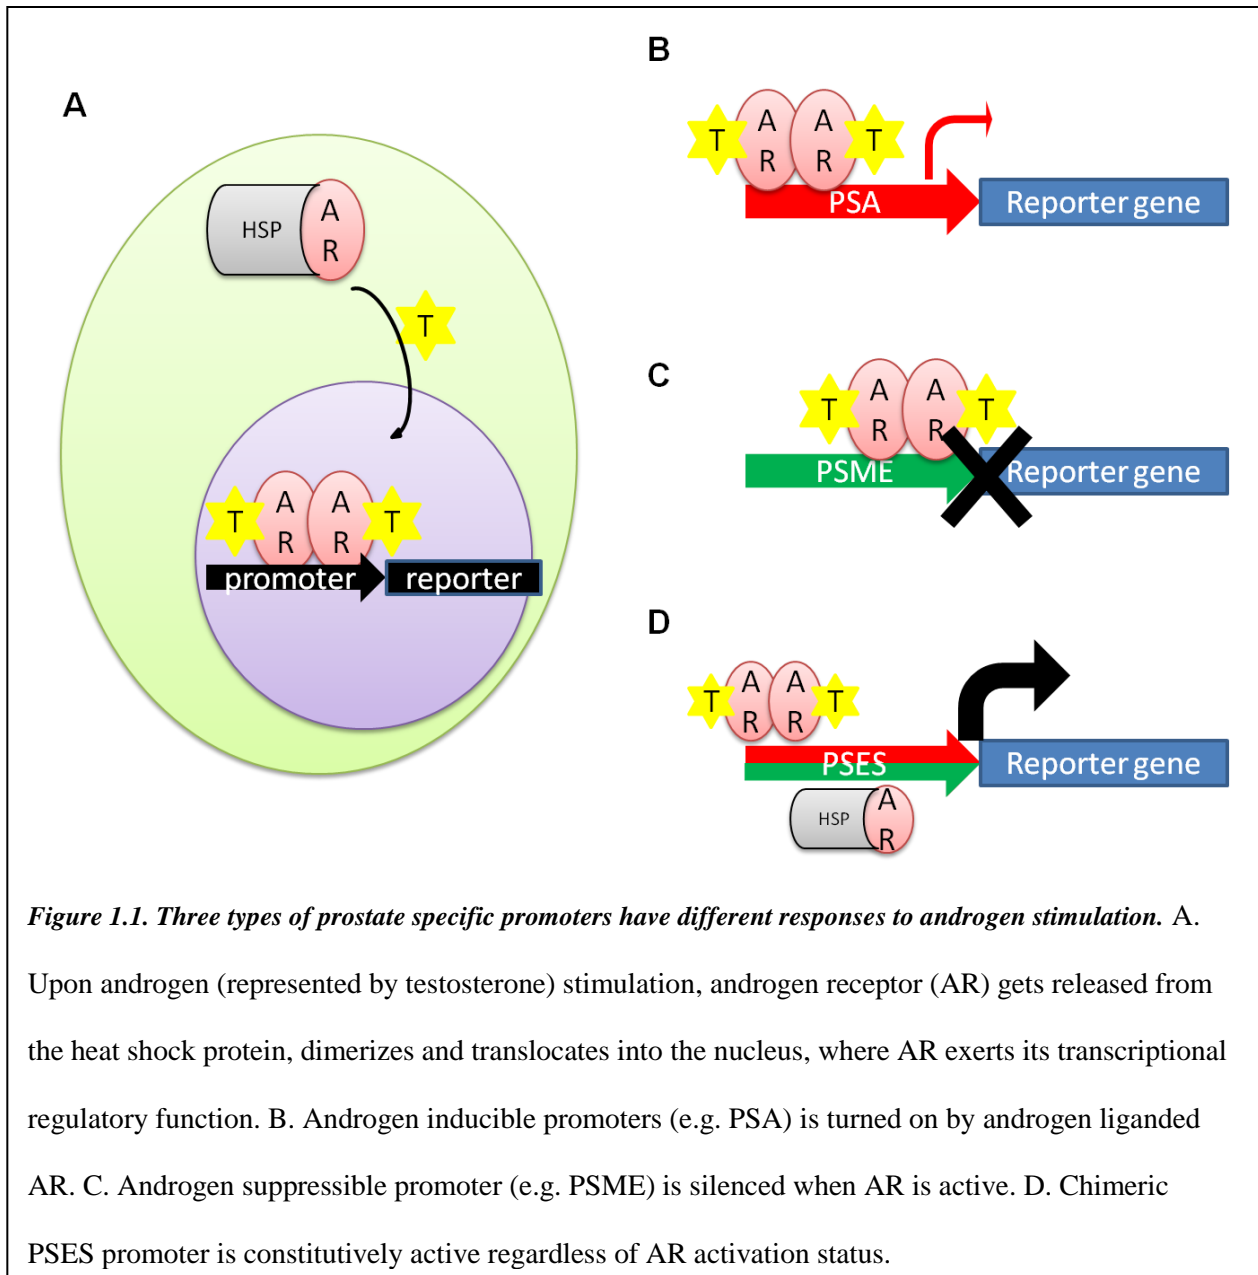 A
HSP
A
R
T
T
A
R
A
R
T
promoter
reporter
B
T
A
R
A
R
T
PSA
Reporter gene
C
T
A
R
A
R
T
PSME
Reporter gene
D
T
A
R
A
R
T
PSES
Reporter gene
HSP
A
R
Figure 1.1. Three types of prostate specific promoters have different responses to androgen stimulation. A.
Upon androgen (represented by testosterone) stimulation, androgen receptor (AR) gets released from
the heat shock protein, dimerizes and translocates into the nucleus, where AR exerts its transcriptional
regulatory function. B. Androgen inducible promoters (e.g. PSA) is turned on by androgen liganded
AR. C. Androgen suppressible promoter (e.g. PSME) is silenced when AR is active. D. Chimeric
PSES promoter is constitutively active regardless of AR activation status.